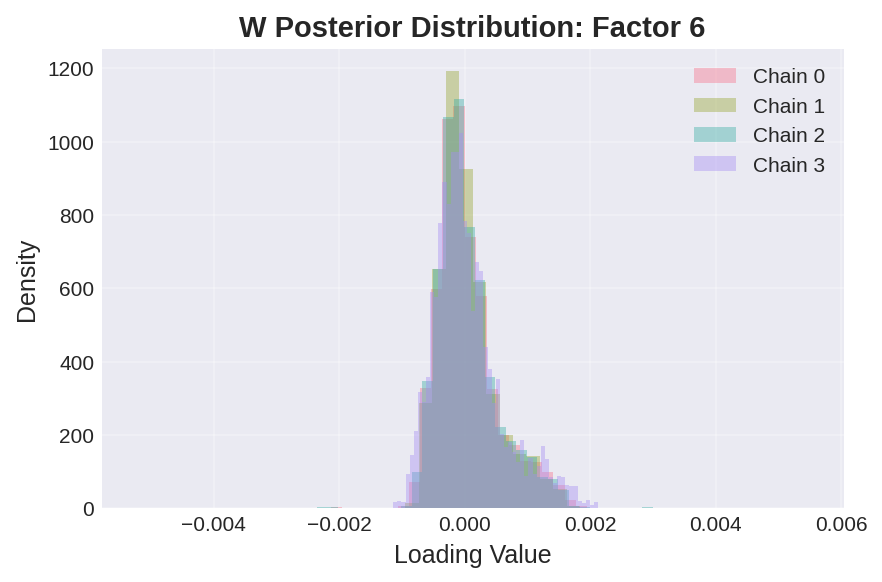 W Posterior Distribution: Factor 6
1200
1000
800
600
400
200
0
Density
Chain 0
Chain 1
Chain 2
Chain 3
−0.004
−0.002
0.000
0.002
0.004
0.006
Loading Value